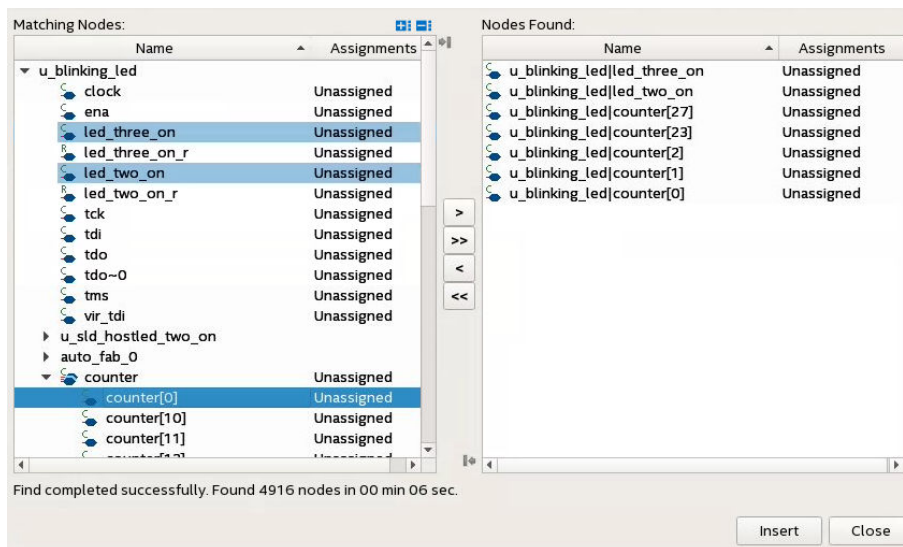 Matching Nodes:
Name Assignments
u_blinking_led
clock Unassigned
ena Unassigned
led_three_on Unassigned
R led_three_on_r Unassigned
led_two_on Unassigned
R led_two_on_r Unassigned
tck Unassigned
tdi Unassigned
tdo Unassigned
tdo~0 Unassigned
tms Unassigned
vir_tdi Unassigned
u_sld_hostled_two_on
auto_fab_0
counter Unassigned
counter[0] Unassigned
counter[10] Unassigned
counter[11] Unassigned
>
>>
<
<<
Nodes Found:
Name Assignments
u_blinking_led|led_three_on Unassigned
u_blinking_led|led_two_on Unassigned
u_blinking_led|counter[27] Unassigned
u_blinking_led|counter[23] Unassigned
u_blinking_led|counter[2] Unassigned
u_blinking_led|counter[1] Unassigned
u_blinking_led|counter[0] Unassigned
Find completed successfully. Found 4916 nodes in 00 min 06 sec.
Insert Close